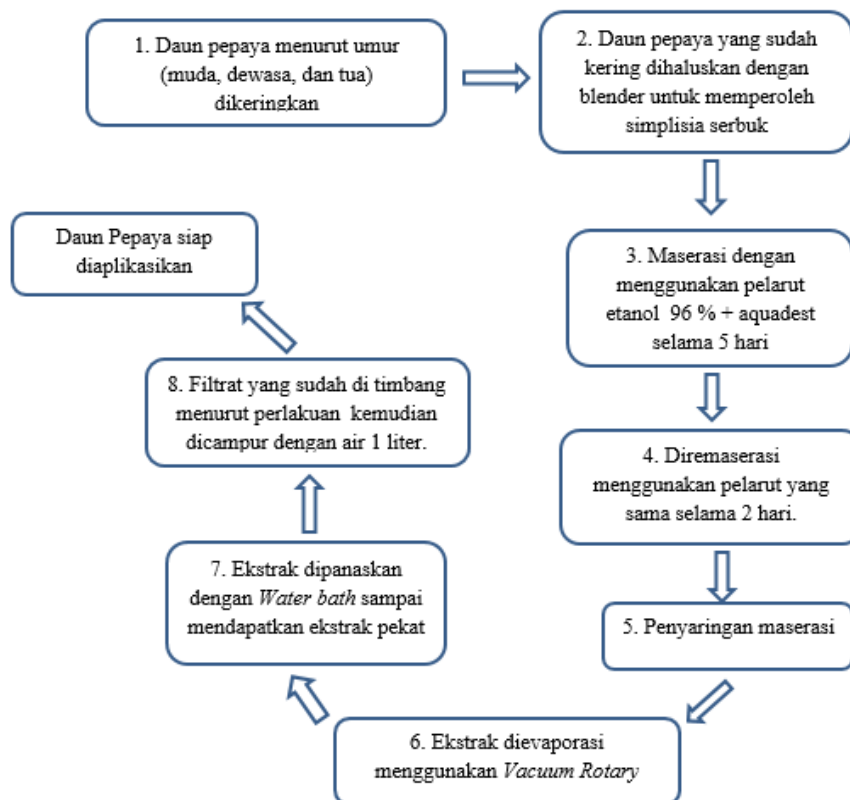 1. Daun pepaya menurut umur
(muda, dewasa, dan tua)
dikeringkan
2. Daun pepaya yang sudah
kering dihaluskan dengan
blender untuk memperoleh
simplisia serbuk
3. Maserasi dengan
menggunakan pelarut
etanol 96 % + aquadest
selama 5 hari
4. Diremaserasi
menggunakan pelarut yang
sama selama 2 hari.
5. Penyaringan maserasi
6. Ekstrak dievaporasi
menggunakan Vacuum Rotary
7. Ekstrak dipanaskan
dengan Water bath sampai
mendapatkan ekstrak pekat
8. Filtrat yang sudah di timbang
menurut perlakuan kemudian
dicampur dengan air 1 liter.
Daun Pepaya siap
diaplikasikan